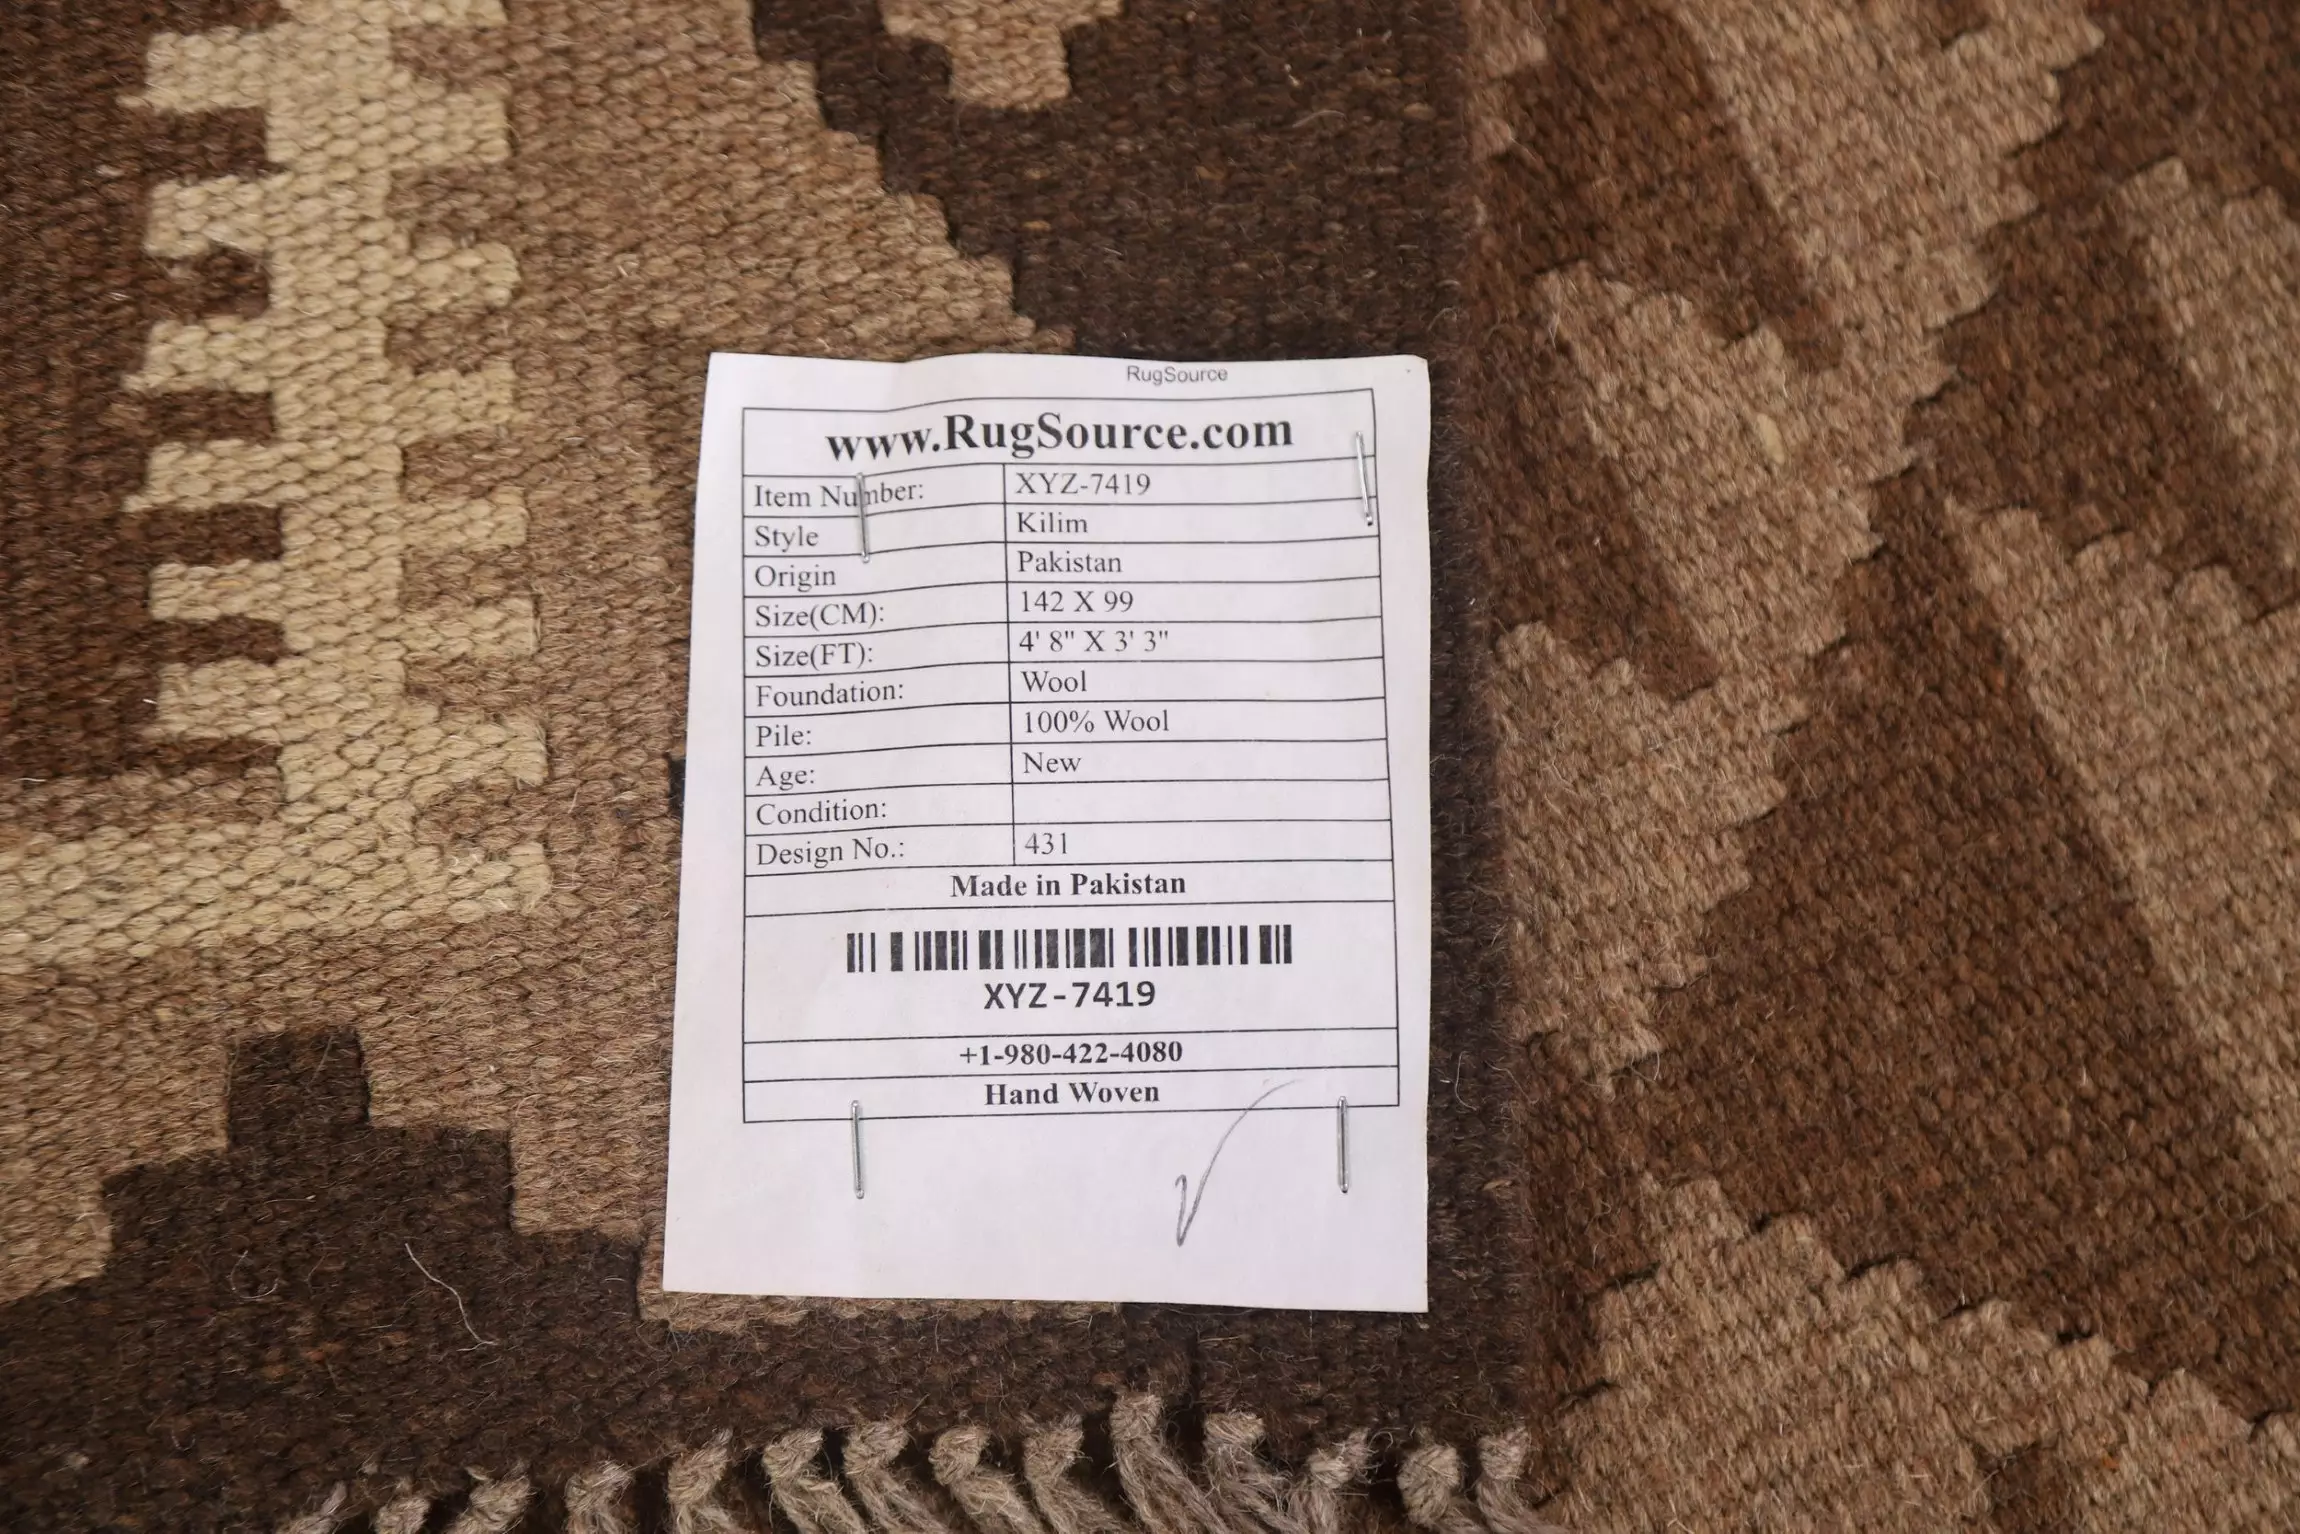 RugSource
www.RugSource.com
Item Number: XYZ-7419
Style Kilim
Origin Pakistan
Size(CM): 142 X 99
Size(FT): 4' 8" X 3' 3"
Foundation: Wool
Pile: 100% Wool
Age: New
Condition:
Design No.: 431
Made in Pakistan
XYZ-7419
+1-980-422-4080
Hand Woven